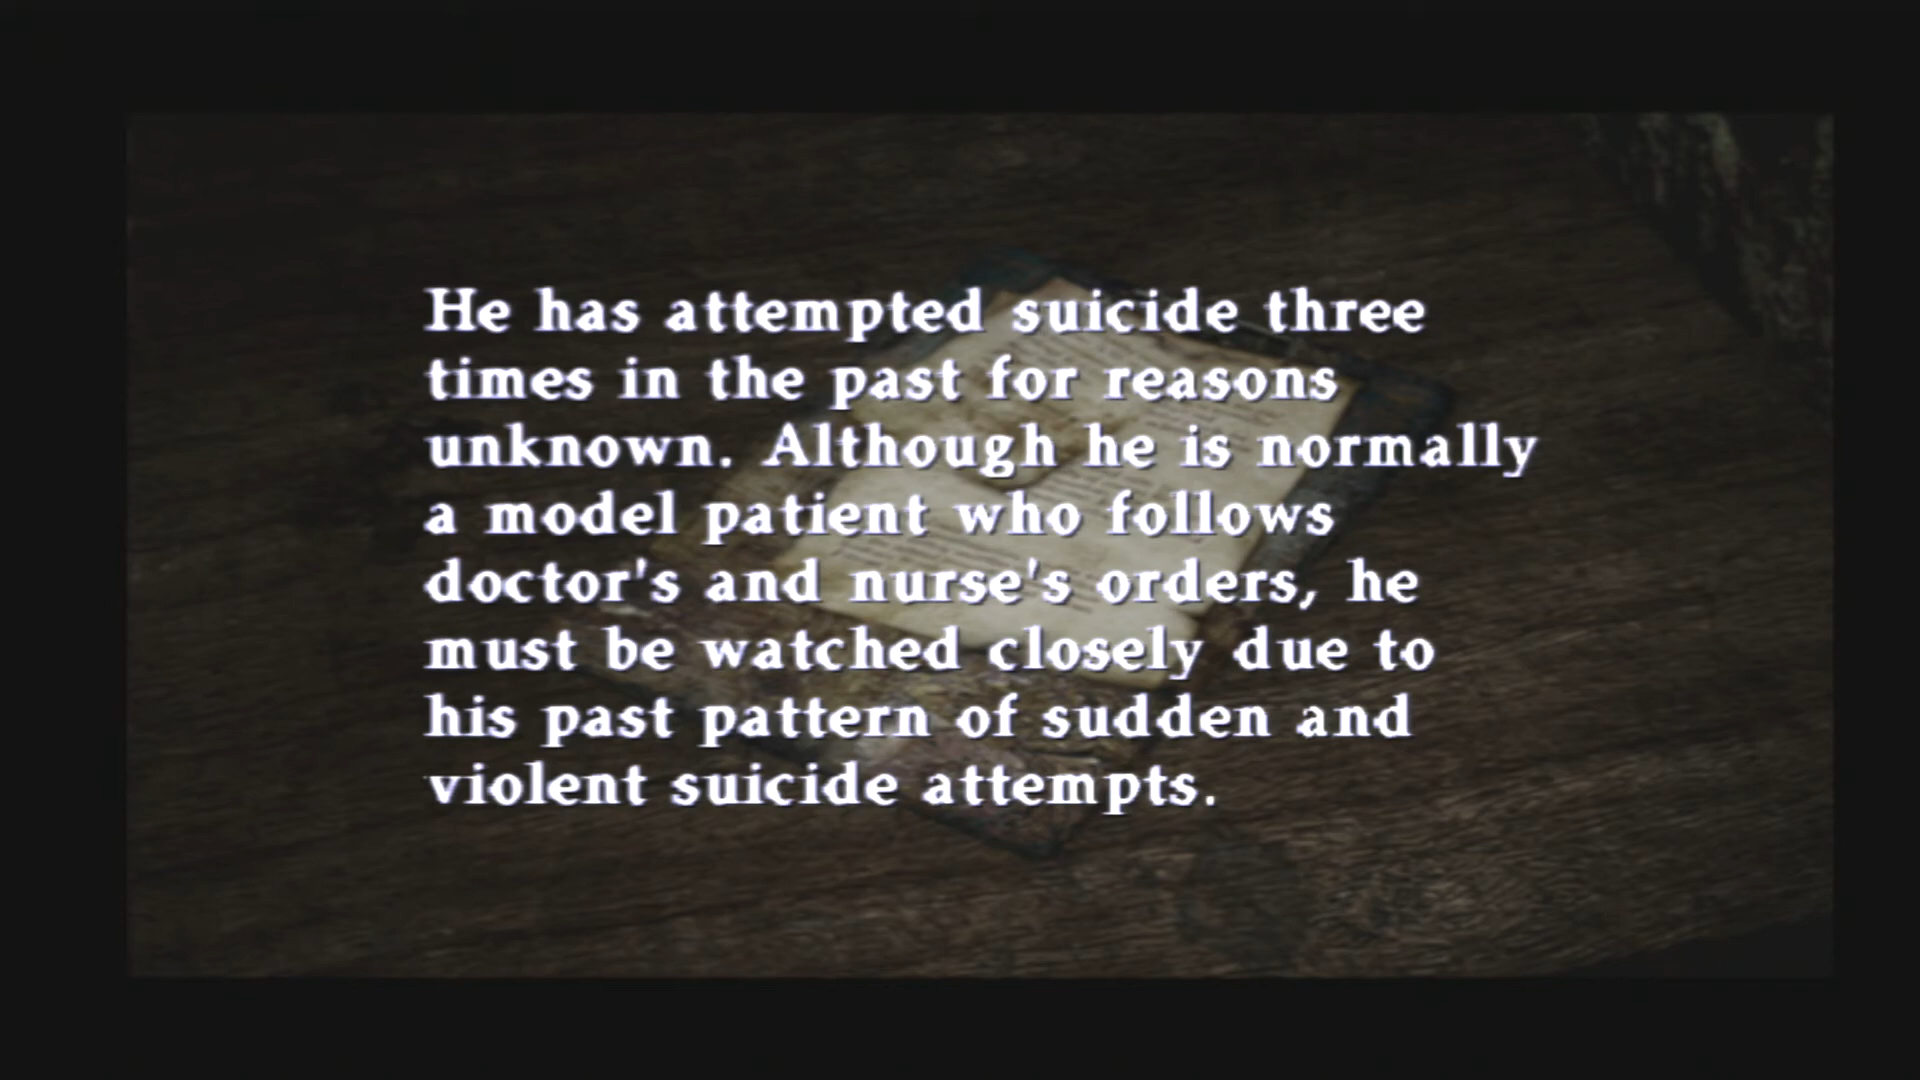 He has attempted suicide three
times in the past for reasons
unknown. Although he is normally
a model patient who follows
doctor's and nurse's orders, he
must be watched closely due to
his past pattern of sudden and
violent suicide attempts.